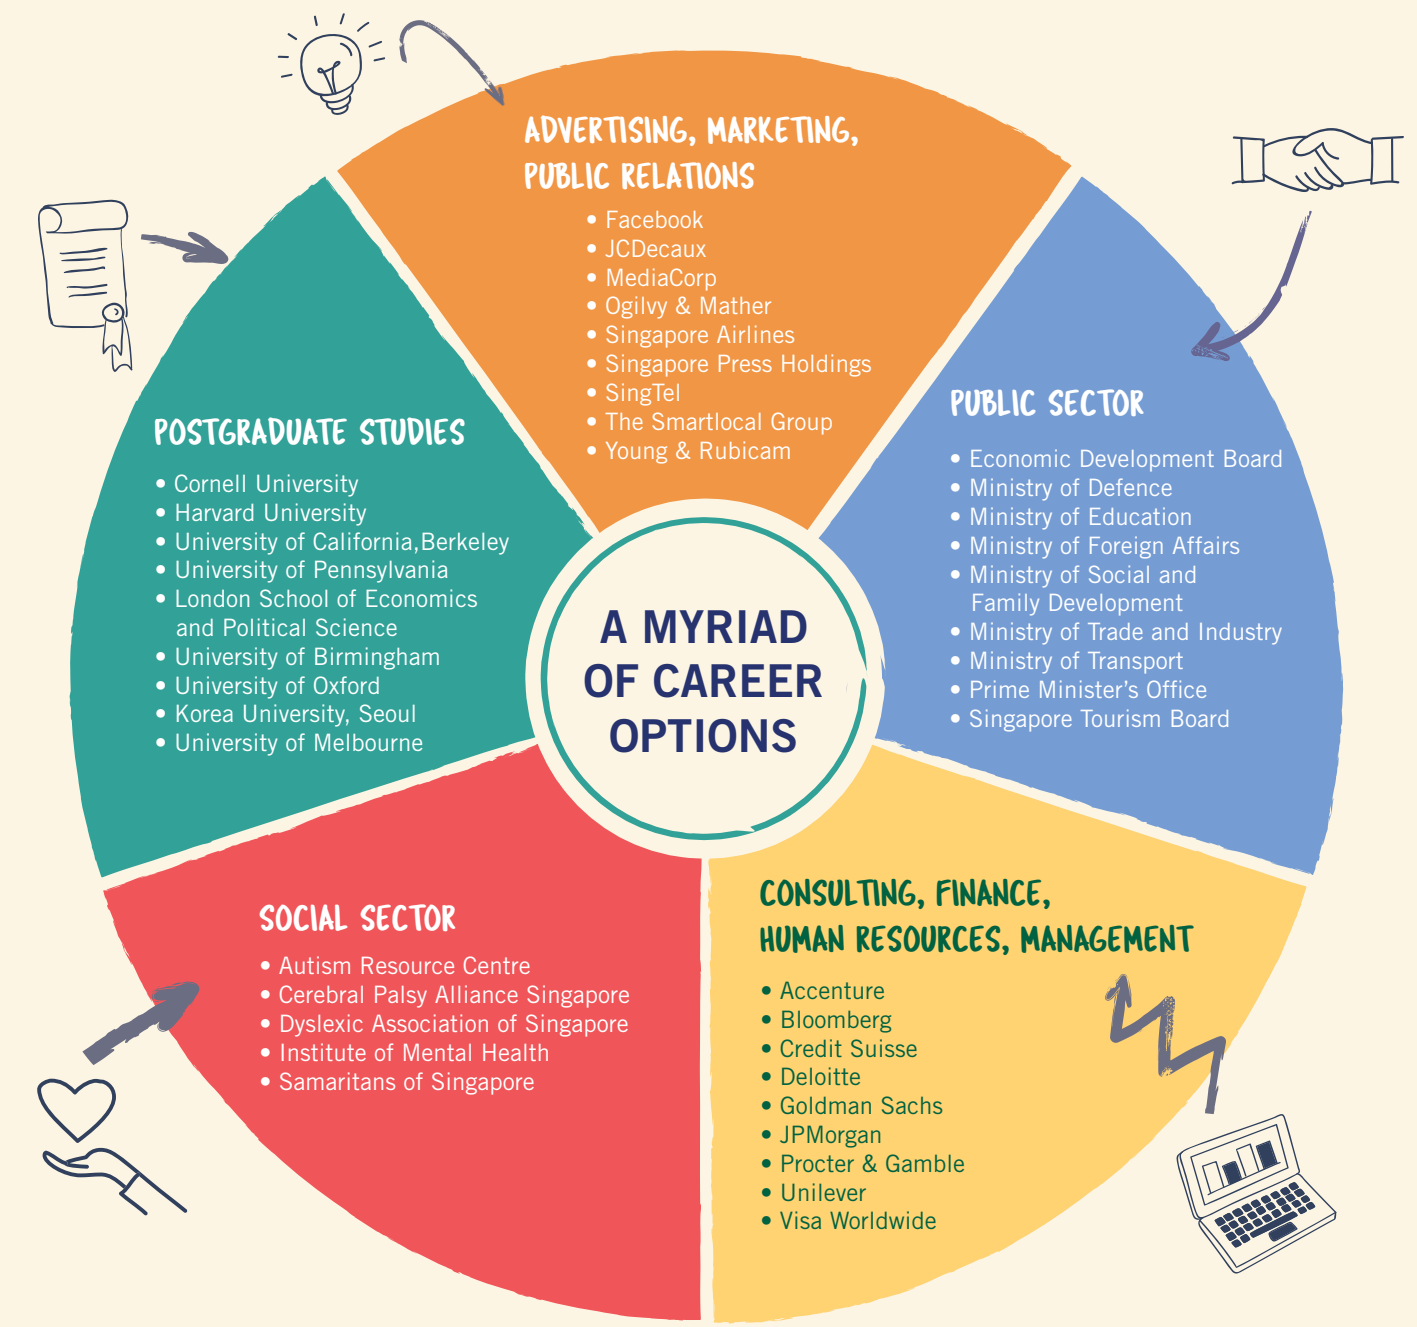 ADVERTISING, MARKETING,
PUBLIC RELATIONS
• Facebook
• JCDecaux
• MediaCorp
• Ogilvy & Mather
• Singapore Airlines
• Singapore Press Holdings
• SingTel
• The Smartlocal Group
• Young & Rubicam
PUBLIC SECTOR
• Economic Development Board
• Ministry of Defence
• Ministry of Education
• Ministry of Foreign Affairs
• Ministry of Social and
Family Development
• Ministry of Trade and Industry
• Ministry of Transport
• Prime Minister’s Office
• Singapore Tourism Board
POSTGRADUATE STUDIES
• Cornell University
• Harvard University
• University of California,Berkeley
• University of Pennsylvania
• London School of Economics
and Political Science
• University of Birmingham
• University of Oxford
• Korea University, Seoul
• University of Melbourne
A MYRIAD
OF CAREER
OPTIONS
SOCIAL SECTOR
• Autism Resource Centre
• Cerebral Palsy Alliance Singapore
• Dyslexic Association of Singapore
• Institute of Mental Health
• Samaritans of Singapore
CONSULTING, FINANCE,
HUMAN RESOURCES, MANAGEMENT
• Accenture
• Bloomberg
• Credit Suisse
• Deloitte
• Goldman Sachs
• JPMorgan
• Procter & Gamble
• Unilever
• Visa Worldwide